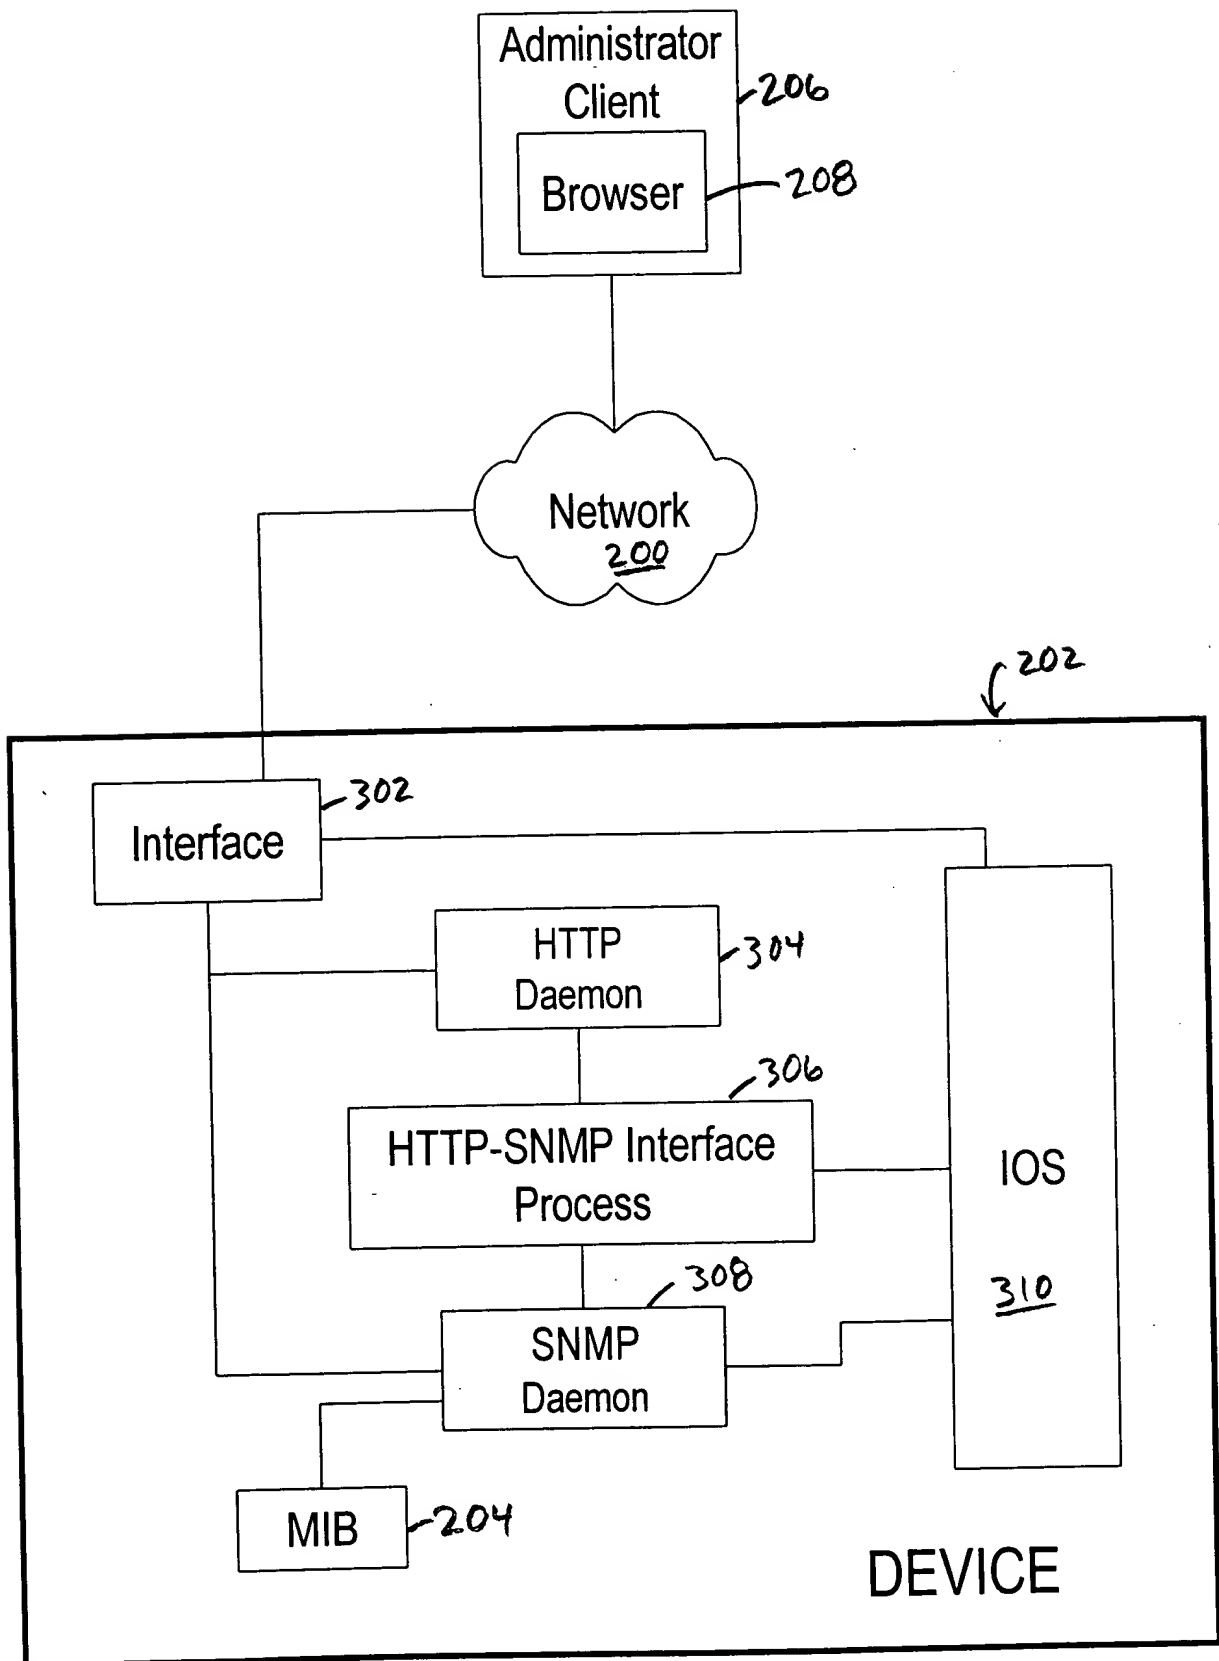 Administrator
Client
206
Browser
208
Network
200
202
302
Interface
HTTP
Daemon
304
306
HTTP-SNMP Interface
Process
IOS
310
308
SNMP
Daemon
MIB
204
DEVICE